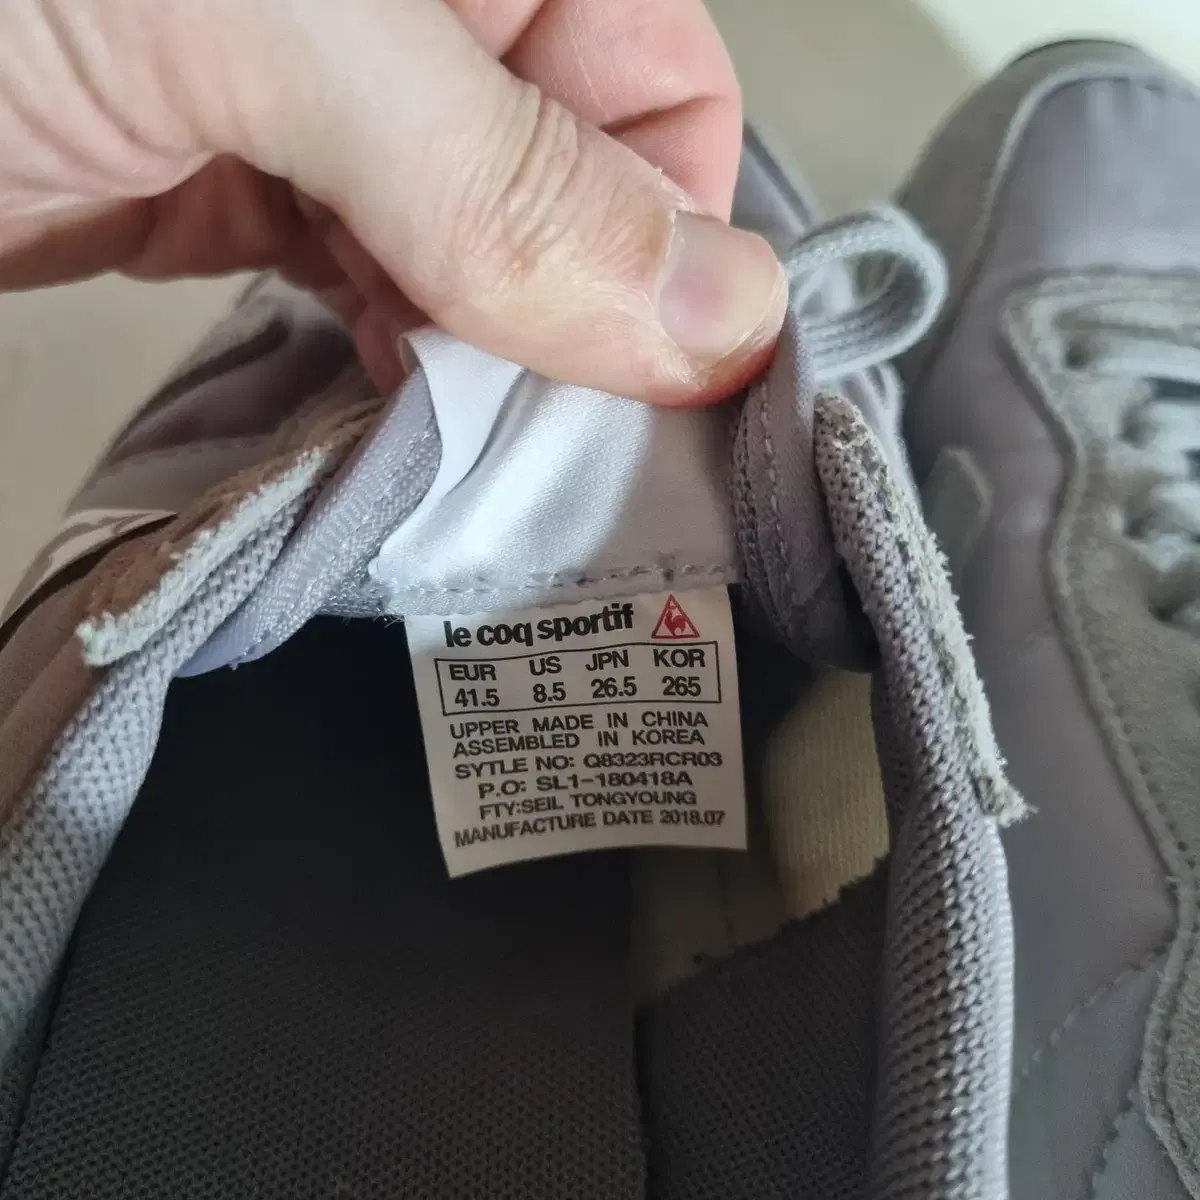 le coq sportif
EUR US JPN KOR
41.5 8.5 26.5 265
UPPER MADE IN CHINA
ASSEMBLED IN KOREA
SYTLE NO: Q8323RCR03
P.O: SL1-180418A
FTY:SEIL TONGYOUNG
MANUFACTURE DATE 2018.07